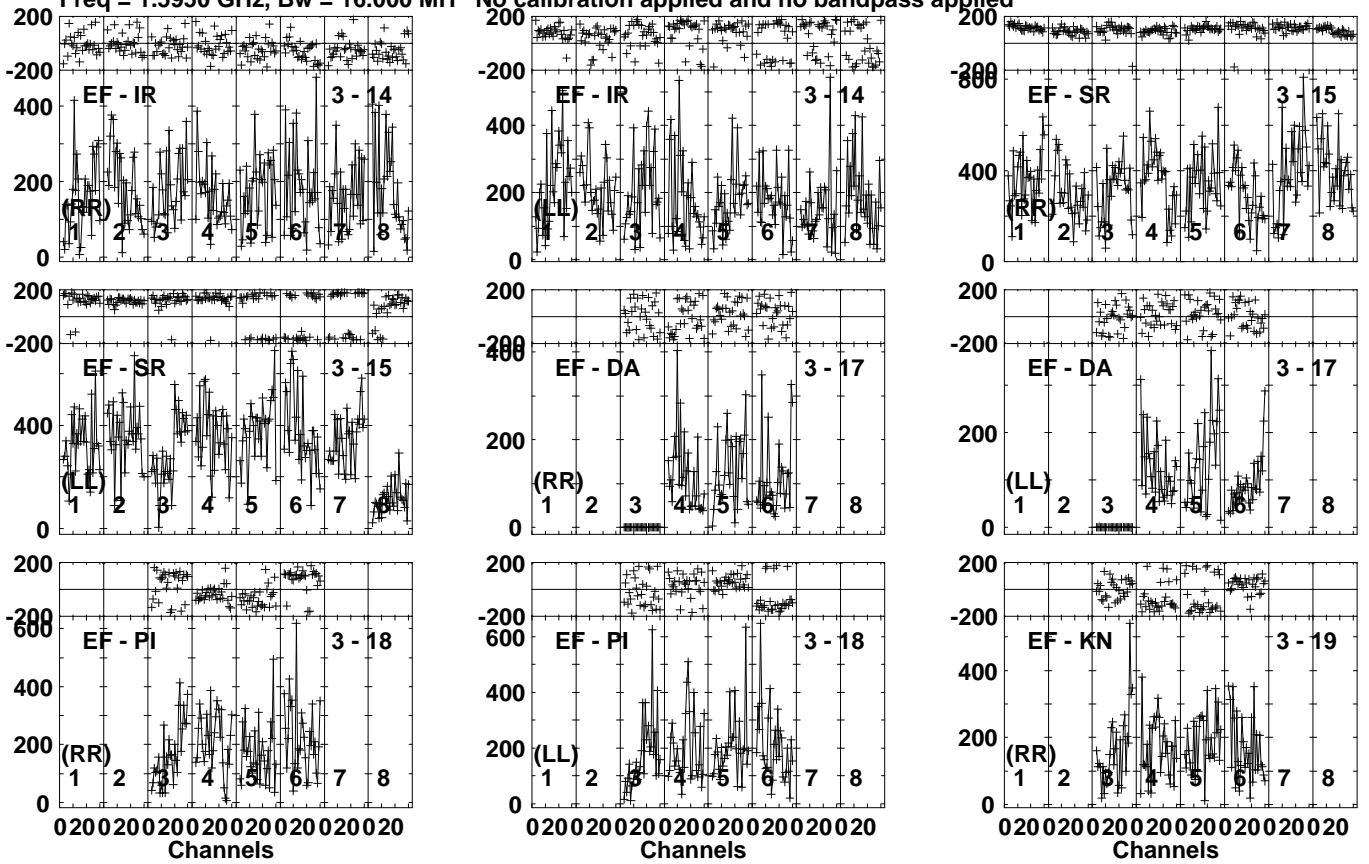 Freq = 1.5950 GHz, Bw = 16.000 MH No calibration applied and no bandpass applied
200 200 200
-200 -200 -200
EF - IR 3 - 14 EF - IR 3 - 14 EF - SR 3 - 15
800
400 400 400
200 200
(RR) (LL) (RR)
1 2 3 4 5 6 7 8 1 2 3 4 5 6 7 8 1 2 3 4 5 6 7 8
0 0 0
200 200 200
-200 -200 -200
400
EF - SR 3 - 15 EF - DA 3 - 17 EF - DA 3 - 17
400 200 200
(LL) (RR) (LL)
1 2 3 4 5 6 7 8 1 2 3 4 5 6 7 8 1 2 3 4 5 6 7 8
0 0 0
200 200 200
-200 -200 -200
600 600
EF - PI 3 - 18 EF - PI 3 - 18 EF - KN 3 - 19
400 400 400
200 200 200
(RR) (LL) (RR)
1 2 3 4 5 6 7 8 1 2 3 4 5 6 7 8 1 2 3 4 5 6 7 8
0 0 0
0 20 0 20 0 20 0 20 0 20 0 20 0 20 0 20 0 20 0 20 0 20 0 20 0 20 0 20 0 20 0 20 0 20 0 20 0 20 0 20 0 20 0 20 0 20 0 20
Channels Channels Channels